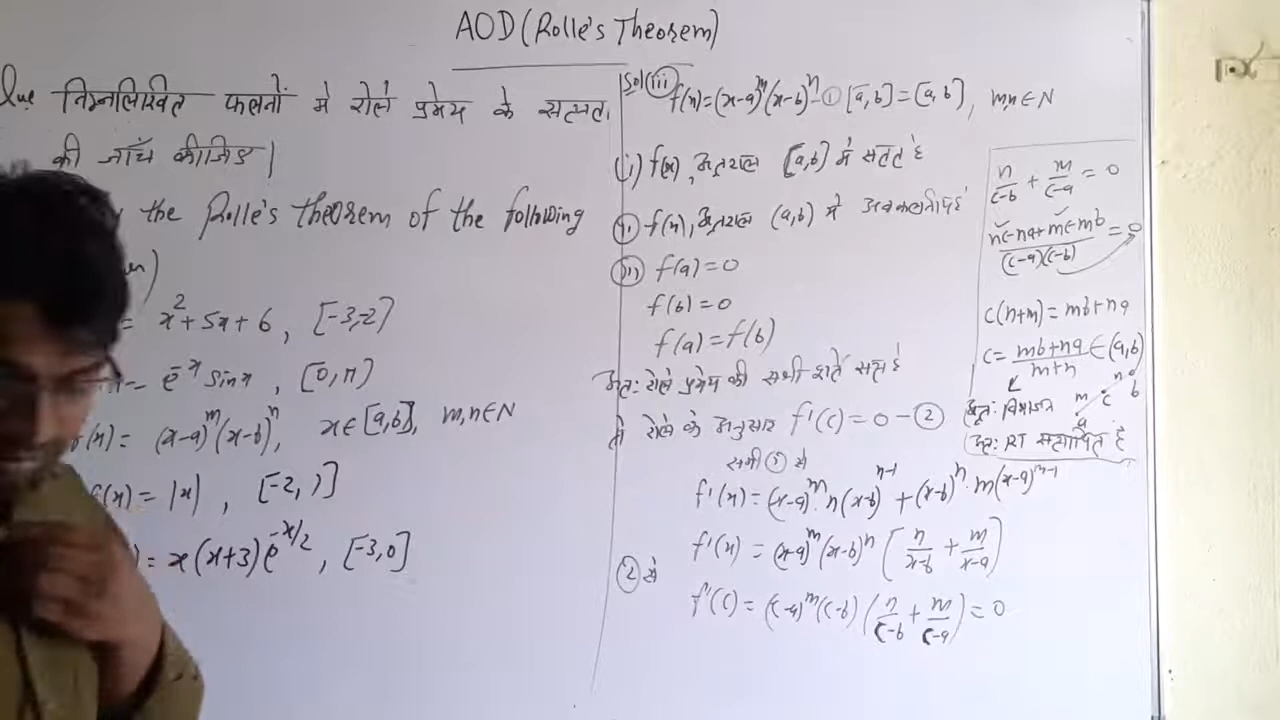 AOD (Rolle's Theorem)
Que निम्नलिखित फलनों मे रोले प्रमेय के सत्यता
की जाँच कीजिए।
the Rolle's theorem of the following
= x²+5x+6, [-3,-2]
e^-x sinx, [0,π]
f(x) = (x-a)^m (x-b)^n, x∈[a,b], m,n∈N
f(x) = |x|, [-2, 1]
= x(x+3)e^-x/2, [-3,0]
Sol (iii) f(x)=(x-a)^m (x-b)^n -① [a,b]=[a,b], m,n∈N
(i) f(x), अन्तराल [a,b] मे सतत है
(ii) f(x), अन्तराल (a,b) मे अवकलनीय है
(iii) f(a)=0
f(b)=0
f(a)=f(b)
अतः रोले प्रमेय की सभी शर्ते सत्य है
तो रोले के अनुसार f'(c)=0 -②
समी ① से
f'(x)=(x-a)^m·n(x-b)^n-1 +(x-b)^n·m(x-a)^m-1
f'(x) = (x-a)^m (x-b)^n [n/x-b + m/x-a]
② से
f'(c) = (c-a)^m (c-b) (n/c-b + m/c-a) = 0
n/c-b + m/c-a = 0
nc-na+mc-mb/(c-a)(c-b) = 0
c(n+m) = mb+na
c = mb+na/m+n ∈(a,b)
अतः विभाजन
m c n b
a
अतः RT सत्यापित है